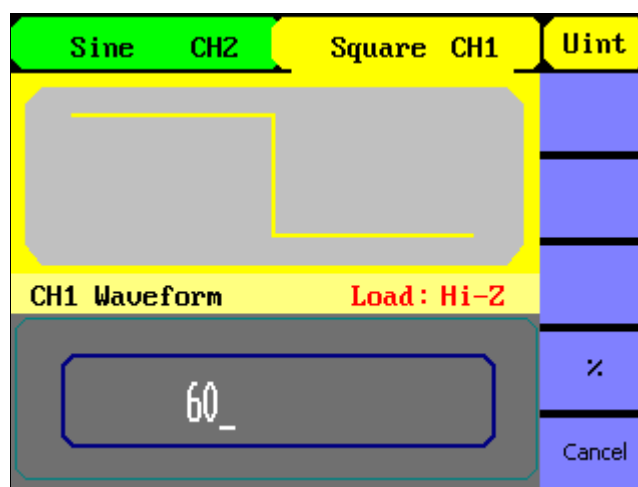 Sine CH2 Square CH1 Uint
CH1 Waveform Load: Hi-Z
60_
%
Cancel